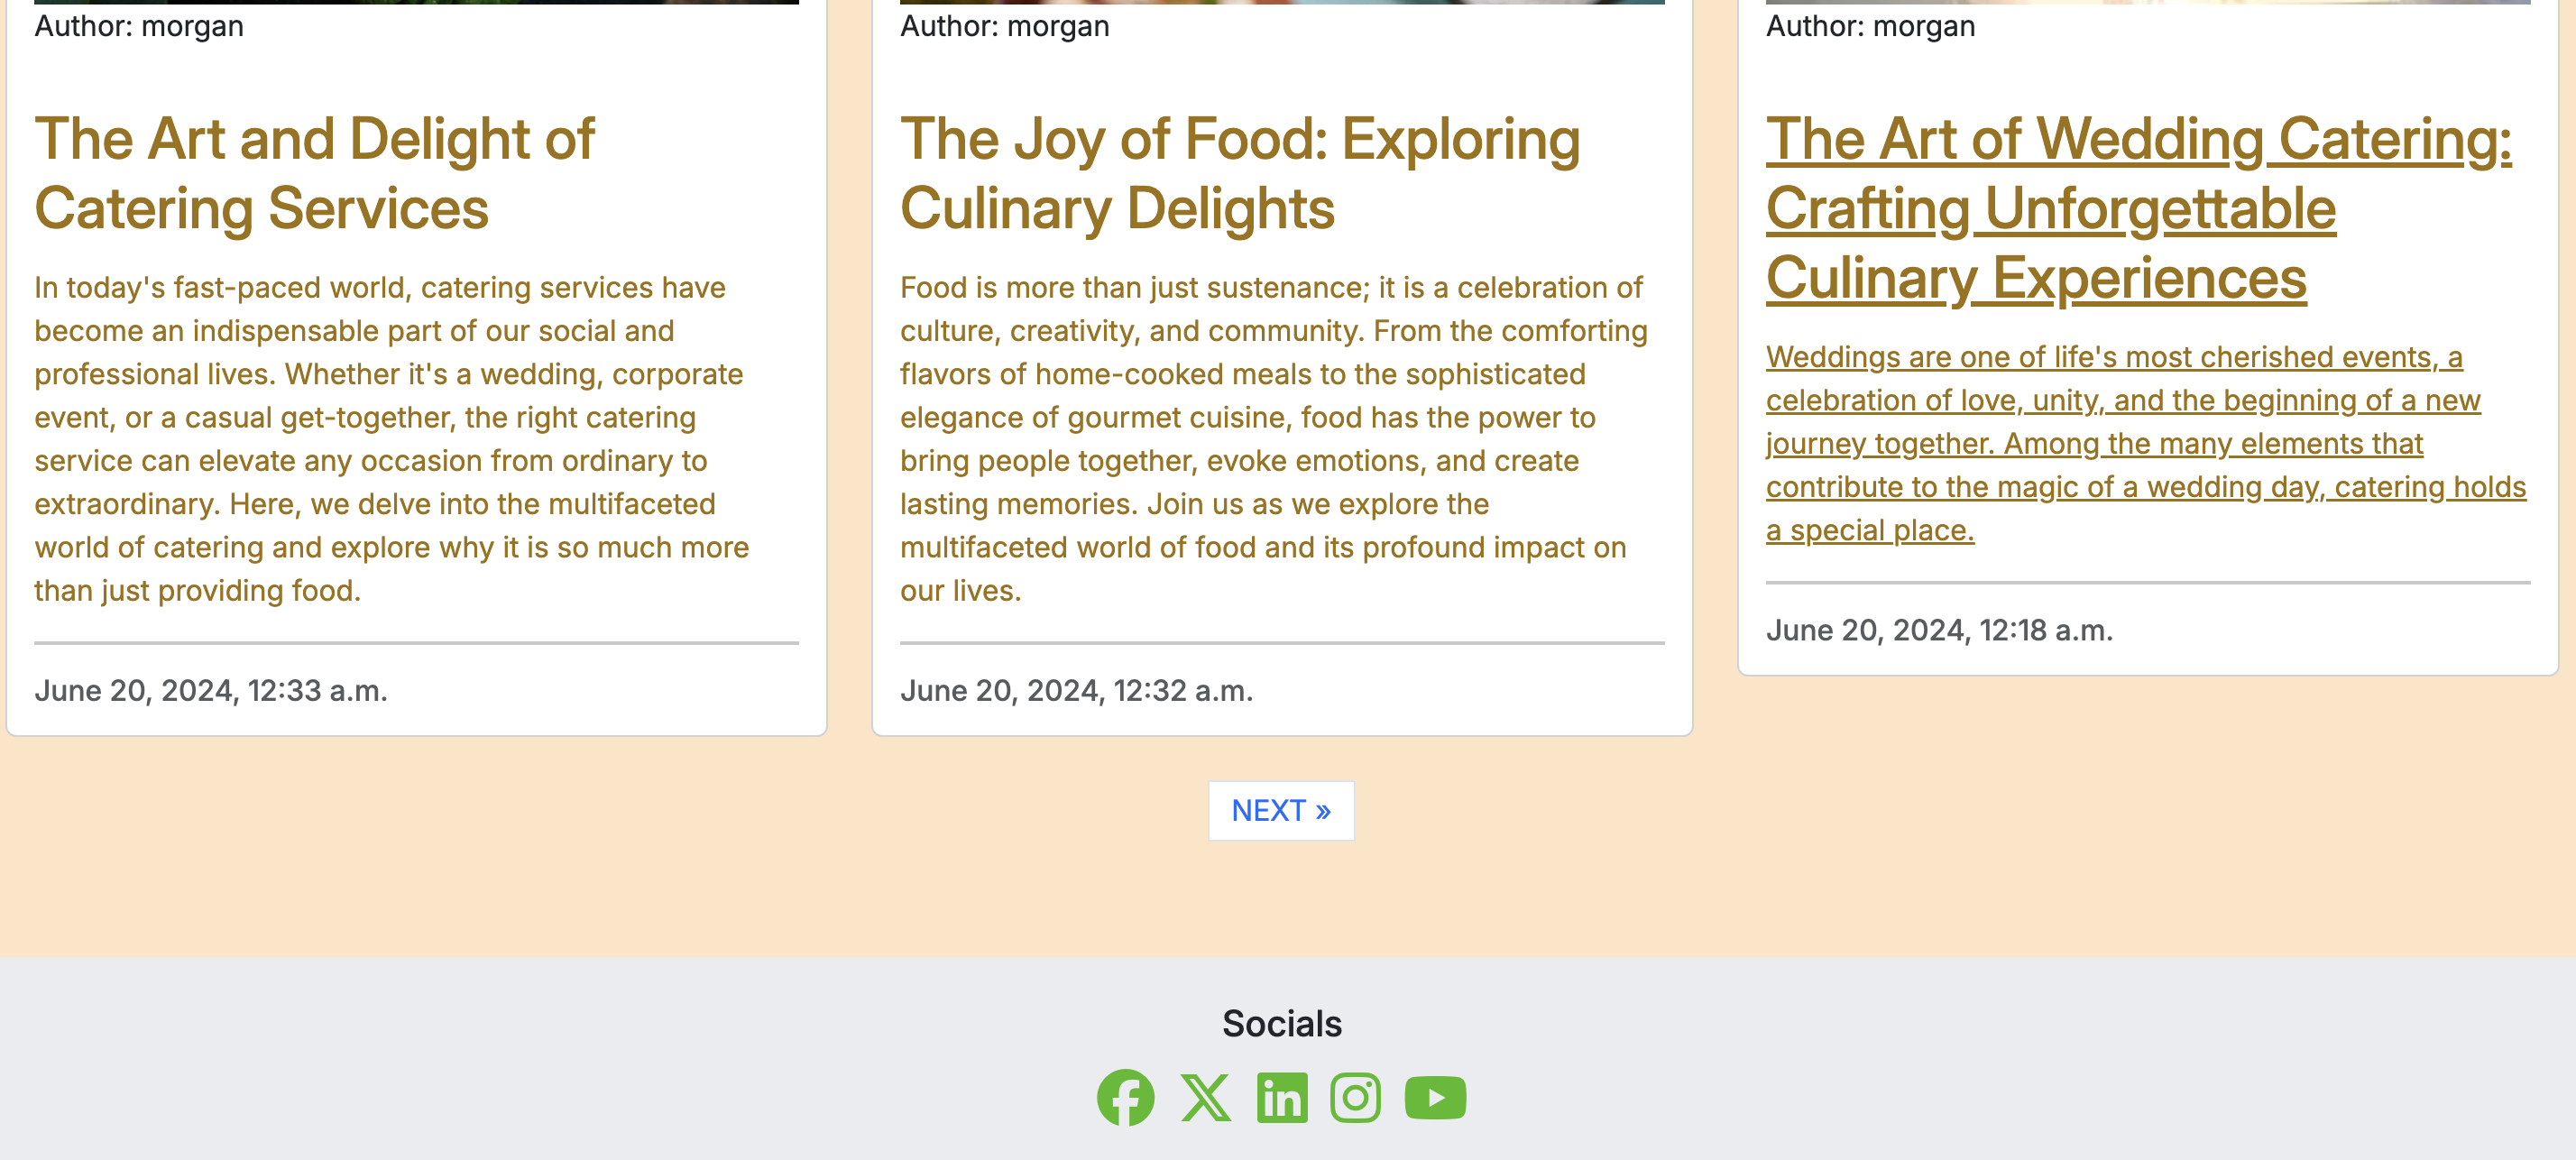 Author: morgan
The Art and Delight of
Catering Services
In today's fast-paced world, catering services have
become an indispensable part of our social and
professional lives. Whether it's a wedding, corporate
event, or a casual get-together, the right catering
service can elevate any occasion from ordinary to
extraordinary. Here, we delve into the multifaceted
world of catering and explore why it is so much more
than just providing food.
June 20, 2024, 12:33 a.m.
Author: morgan
The Joy of Food: Exploring
Culinary Delights
Food is more than just sustenance; it is a celebration of
culture, creativity, and community. From the comforting
flavors of home-cooked meals to the sophisticated
elegance of gourmet cuisine, food has the power to
bring people together, evoke emotions, and create
lasting memories. Join us as we explore the
multifaceted world of food and its profound impact on
our lives.
June 20, 2024, 12:32 a.m.
Author: morgan
The Art of Wedding Catering:
Crafting Unforgettable
Culinary Experiences
Weddings are one of life's most cherished events, a
celebration of love, unity, and the beginning of a new
journey together. Among the many elements that
contribute to the magic of a wedding day, catering holds
a special place.
June 20, 2024, 12:18 a.m.
NEXT »
Socials